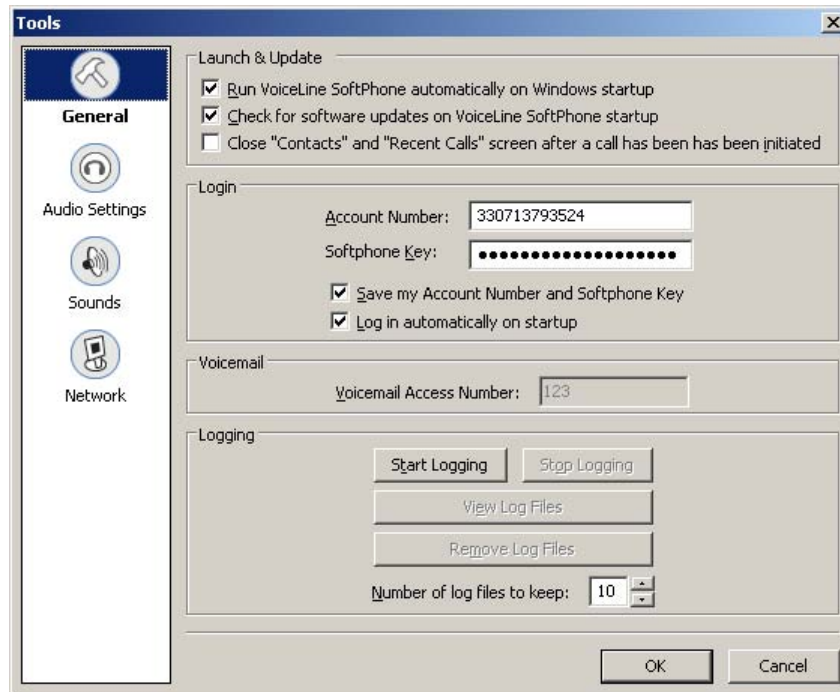 Tools
General
Audio Settings
Sounds
Network
Launch & Update
Run VoiceLine SoftPhone automatically on Windows startup
Check for software updates on VoiceLine SoftPhone startup
Close "Contacts" and "Recent Calls" screen after a call has been has been initiated
Login
Account Number: 330713793524
Softphone Key: ●●●●●●●●●●●●●●●●●●●
Save my Account Number and Softphone Key
Log in automatically on startup
Voicemail
Voicemail Access Number: 123
Logging
Start Logging Stop Logging
View Log Files
Remove Log Files
Number of log files to keep: 10
OK Cancel